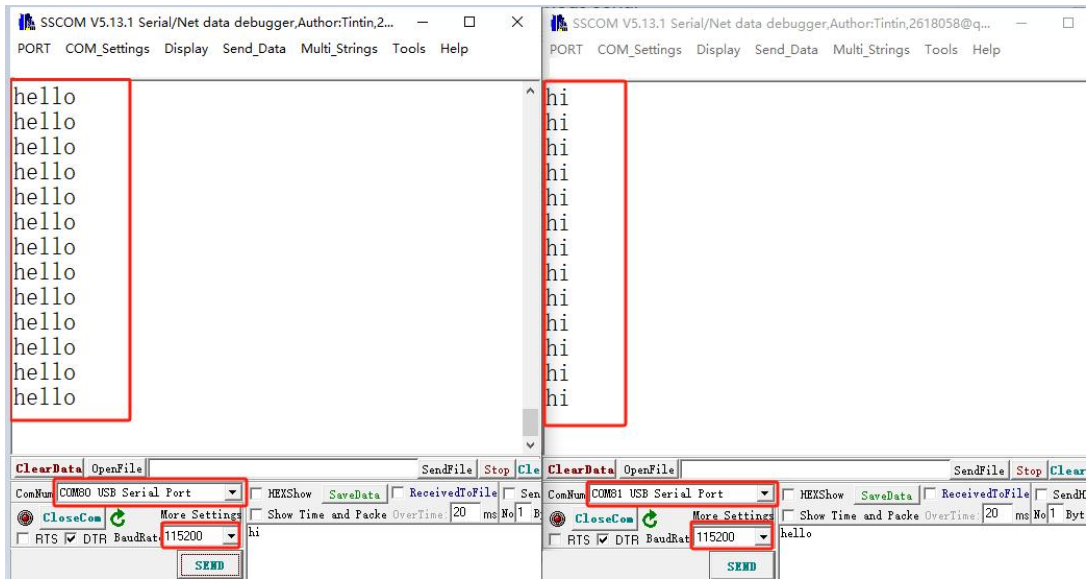 SSCOM V5.13.1 Serial/Net data debugger,Author:Tintin,2...
PORT COM_Settings Display Send_Data Multi_Strings Tools Help
hello
hello
hello
hello
hello
hello
hello
hello
hello
hello
hello
hello
hello
ClearData OpenFile SendFile Stop Cle
ComNum COM80 USB Serial Port HEXShow SaveData ReceivedToFile Sen
CloseCom More Settings Show Time and Packe OverTime: 20 ms No 1 By
RTS DTR BaudRat 115200 hi
SEND
SSCOM V5.13.1 Serial/Net data debugger,Author:Tintin,2618058@q...
PORT COM_Settings Display Send_Data Multi_Strings Tools Help
hi
hi
hi
hi
hi
hi
hi
hi
hi
hi
hi
hi
hi
ClearData OpenFile SendFile Stop Clear
ComNum COM81 USB Serial Port HEXShow SaveData ReceivedToFile SendH
CloseCom More Settings Show Time and Packe OverTime: 20 ms No 1 Byt
RTS DTR BaudRat 115200 hello
SEND